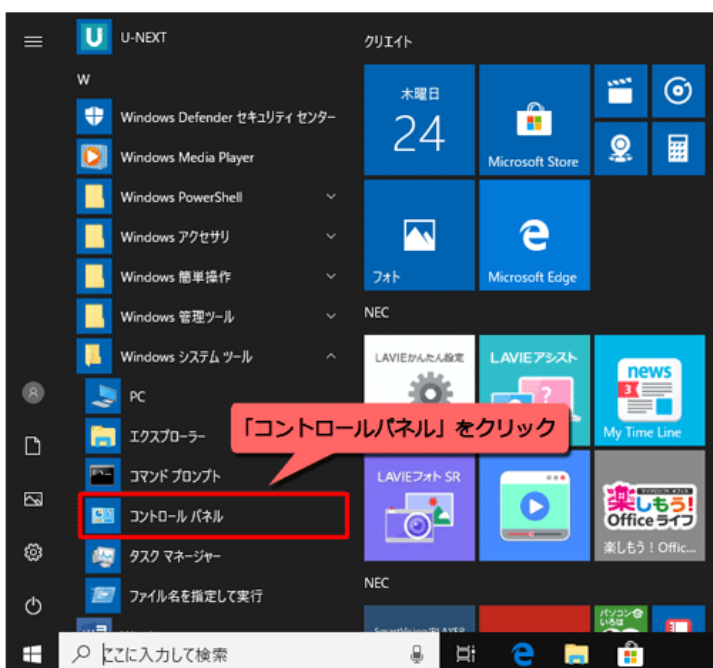 U-NEXT
W
Windows Defender セキュリティ センター
Windows Media Player
Windows PowerShell
Windows アクセサリ
Windows 簡単操作
Windows 管理ツール
Windows システム ツール
PC
エクスプローラー
コマンド プロンプト
コントロール パネル
タスク マネージャー
ファイル名を指定して実行
ここに入力して検索
「コントロールパネル」をクリック
クリエイト
木曜日
24
Microsoft Store
フォト
Microsoft Edge
NEC
LAVIEかんたん設定
LAVIEアシスト
news
3
My Time Line
LAVIEフォト SR
楽しもう!
Office ライフ
楽しもう！Offic...
NEC
パソコン
いろは